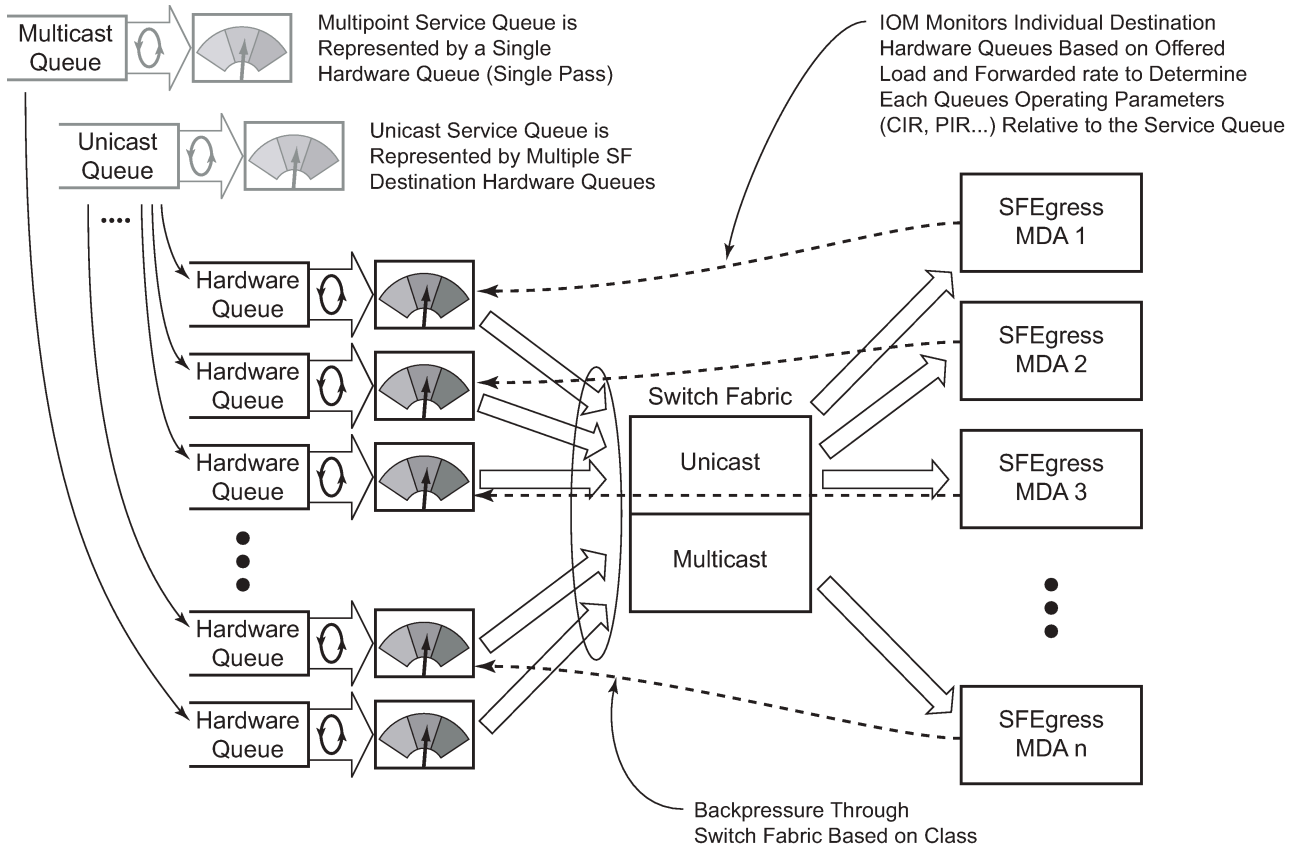 Multicast
Queue
Multipoint Service Queue is
Represented by a Single
Hardware Queue (Single Pass)
IOM Monitors Individual Destination
Hardware Queues Based on Offered
Load and Forwarded rate to Determine
Each Queues Operating Parameters
(CIR, PIR...) Relative to the Service Queue
Unicast
Queue
Unicast Service Queue is
Represented by Multiple SF
Destination Hardware Queues
Hardware
Queue
Hardware
Queue
Hardware
Queue
Hardware
Queue
Hardware
Queue
Switch Fabric
Unicast
Multicast
SFEgress
MDA 1
SFEgress
MDA 2
SFEgress
MDA 3
SFEgress
MDA n
Backpressure Through
Switch Fabric Based on Class